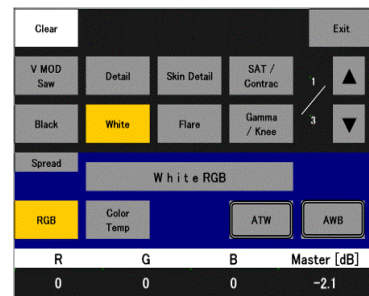 Clear
Exit
V MOD
Saw
Detail
Skin Detail
SAT /
Contrac
1
Black
White
Flare
Gamma
/ Knee
3
Spread
White RGB
RGB
Color
Temp
ATW
AWB
R G B Master [dB]
0 0 0 -2.1